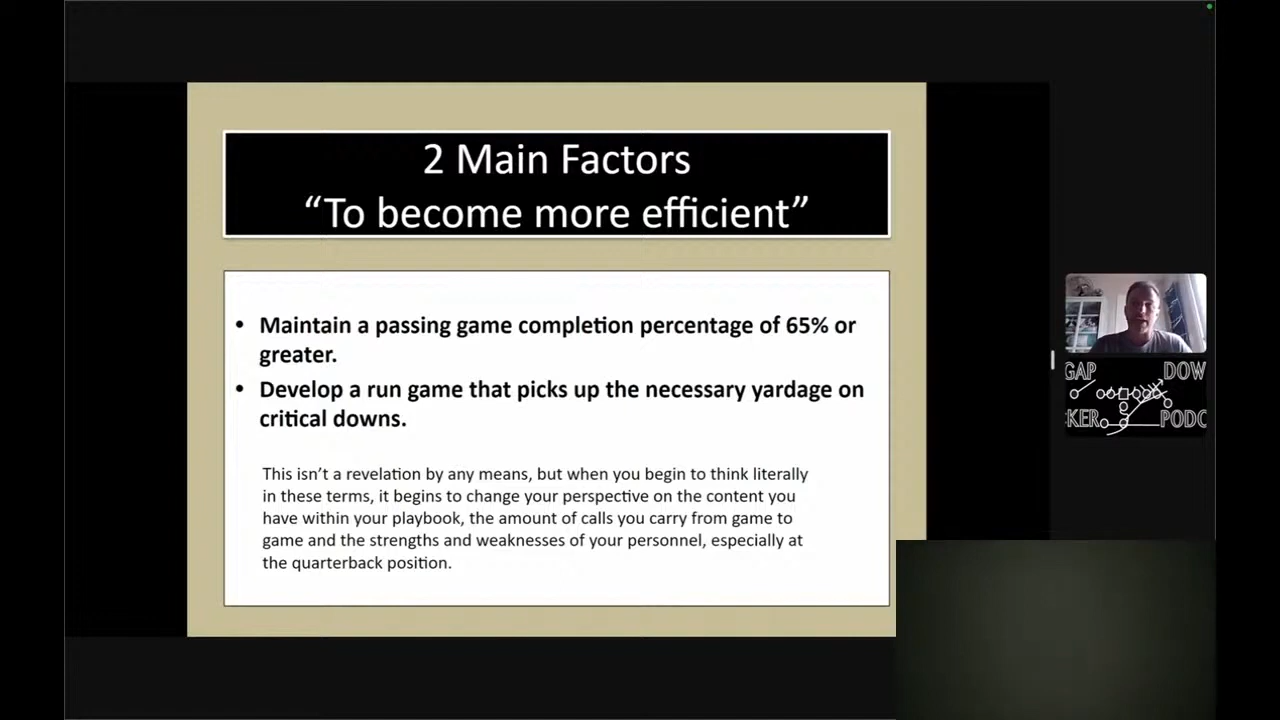 2 Main Factors
“To become more efficient”
• Maintain a passing game completion percentage of 65% or
greater.
• Develop a run game that picks up the necessary yardage on
critical downs.
This isn’t a revelation by any means, but when you begin to think literally
in these terms, it begins to change your perspective on the content you
have within your playbook, the amount of calls you carry from game to
game and the strengths and weaknesses of your personnel, especially at
the quarterback position.
GAP DOW
CKER PODC